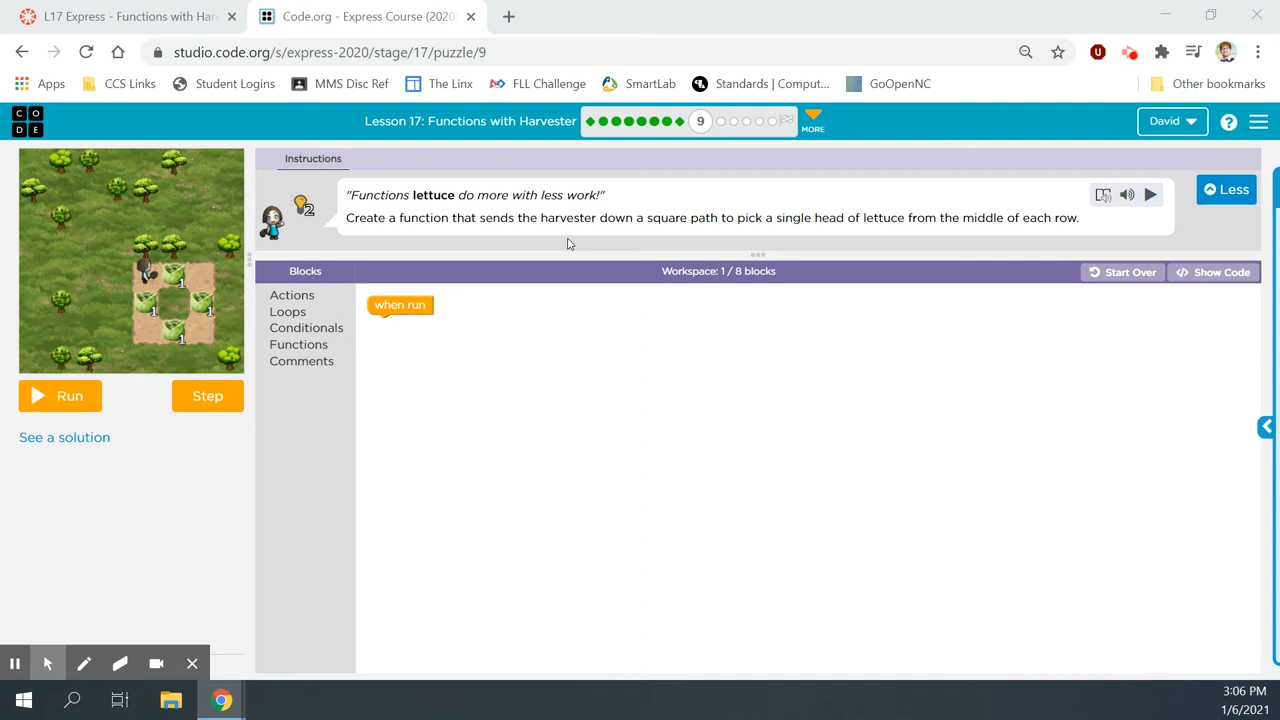 L17 Express - Functions with Har
Code.org - Express Course (2020)
studio.code.org/s/express-2020/stage/17/puzzle/9
Apps CCS Links Student Logins MMS Disc Ref The Linx FLL Challenge SmartLab Standards | Comput... GoOpenNC Other bookmarks
C O D E
Lesson 17: Functions with Harvester 9 MORE David ?
Instructions
2
"Functions lettuce do more with less work!"
Create a function that sends the harvester down a square path to pick a single head of lettuce from the middle of each row.
Less
Blocks Workspace: 1 / 8 blocks Start Over </> Show Code
Actions
Loops
Conditionals
Functions
Comments
when run
1
1 1
1
Run Step
See a solution
3:06 PM
1/6/2021